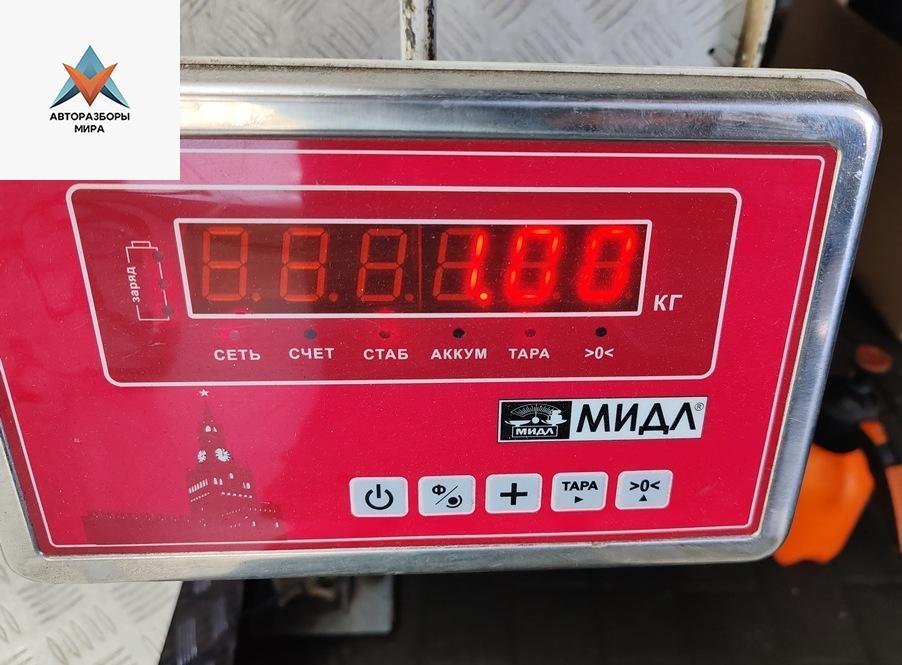 АВТОРАЗБОРЫ
МИРА
заряд
1.00
КГ
СЕТЬ СЧЕТ СТАБ АККУМ ТАРА >0<
МИДЛ
МИДЛ®
Ф
+
ТАРА
>0<